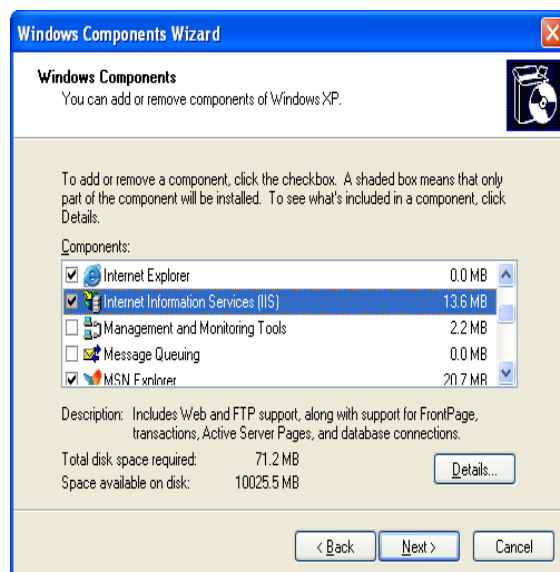 Windows Components Wizard
Windows Components
You can add or remove components of Windows XP.
To add or remove a component, click the checkbox. A shaded box means that only
part of the component will be installed. To see what's included in a component, click
Details.
Components:
Internet Explorer 0.0 MB
Internet Information Services (IIS) 13.6 MB
Management and Monitoring Tools 2.2 MB
Message Queuing 0.0 MB
MSN Explorer 20.7 MB
Description: Includes Web and FTP support, along with support for FrontPage,
transactions, Active Server Pages, and database connections.
Total disk space required: 71.2 MB
Space available on disk: 10025.5 MB
Details...
< Back Next > Cancel